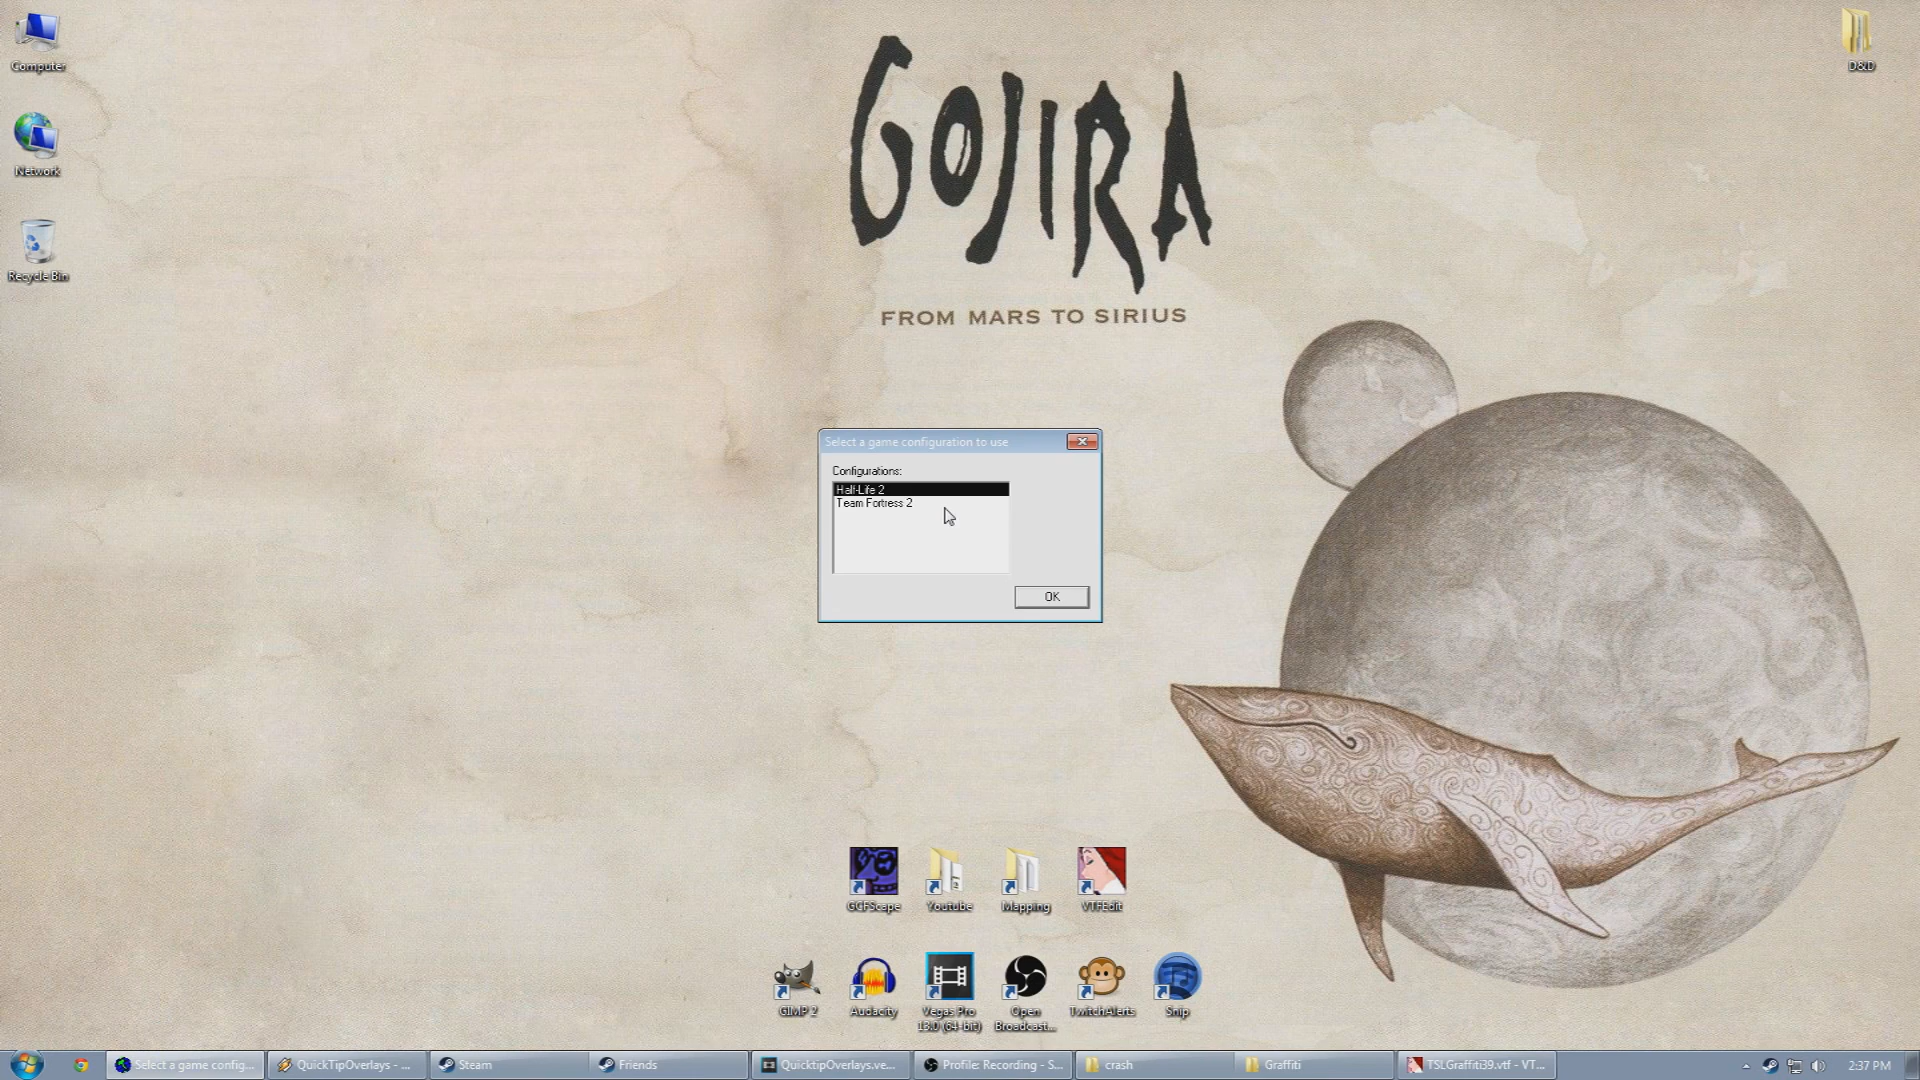 Computer
Network
Recycle Bin
D&D
GOJIRA
FROM MARS TO SIRIUS
Select a game configuration to use
Configurations:
Half-Life 2
Team Fortress 2
OK
GCFScape
Youtube
Mapping
VTFEdit
GIMP 2
Audacity
Vegas Pro
13.0 (64-bit)
Open
Broadcast...
TwitchAlerts
Snip
Select a game config...
QuickTipOverlays - ...
Steam
Friends
QuicktipOverlays.ve...
Profile: Recording - S...
crash
Graffiti
TSLGraffiti39.vtf - VT...
2:37 PM